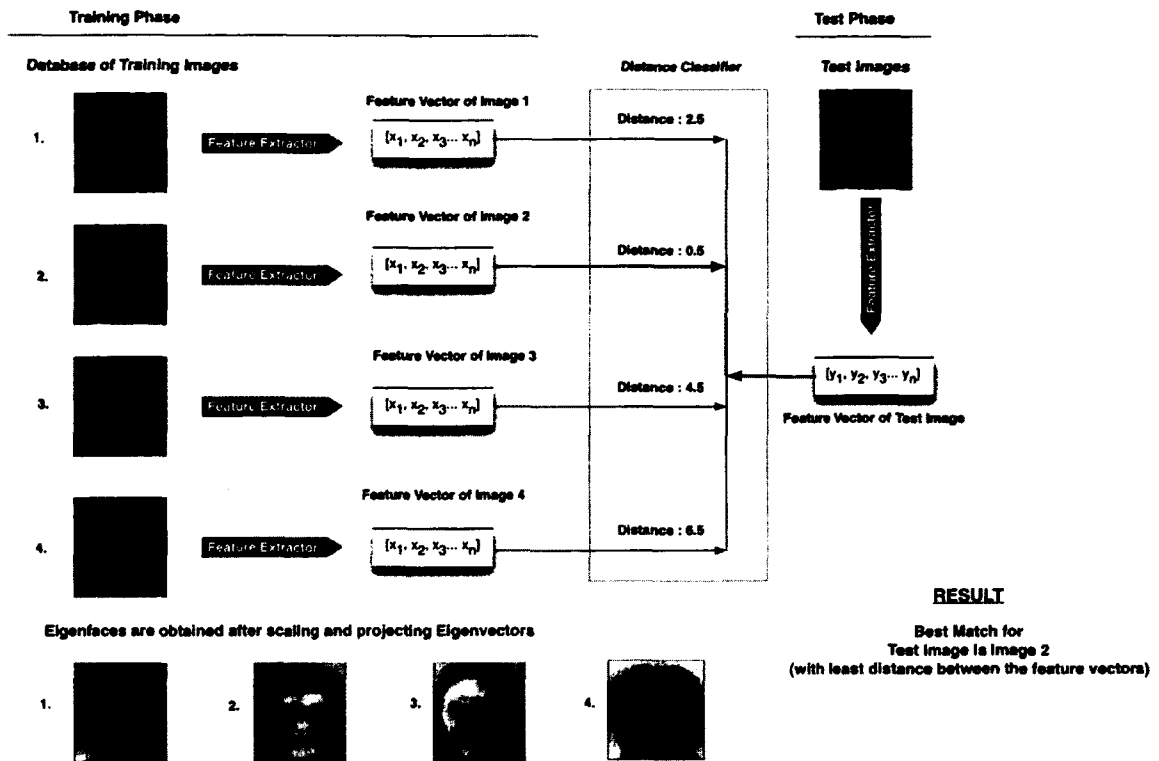 Training Phase
Test Phase
Database of Training Images
Distance Classifier
Test Images
1.
Feature Extractor
Feature Vector of Image 1
[x1, x2, x3... xn]
Distance : 2.5
Feature Extractor
2.
Feature Extractor
Feature Vector of Image 2
[x1, x2, x3... xn]
Distance : 0.5
3.
Feature Extractor
Feature Vector of Image 3
[x1, x2, x3... xn]
Distance : 4.5
[y1, y2, y3... yn]
Feature Vector of Test Image
4.
Feature Extractor
Feature Vector of Image 4
[x1, x2, x3... xn]
Distance : 6.5
Eigenfaces are obtained after scaling and projecting Eigenvectors
1.
2.
3.
4.
RESULT
Best Match for
Test Image is Image 2
(with least distance between the feature vectors)